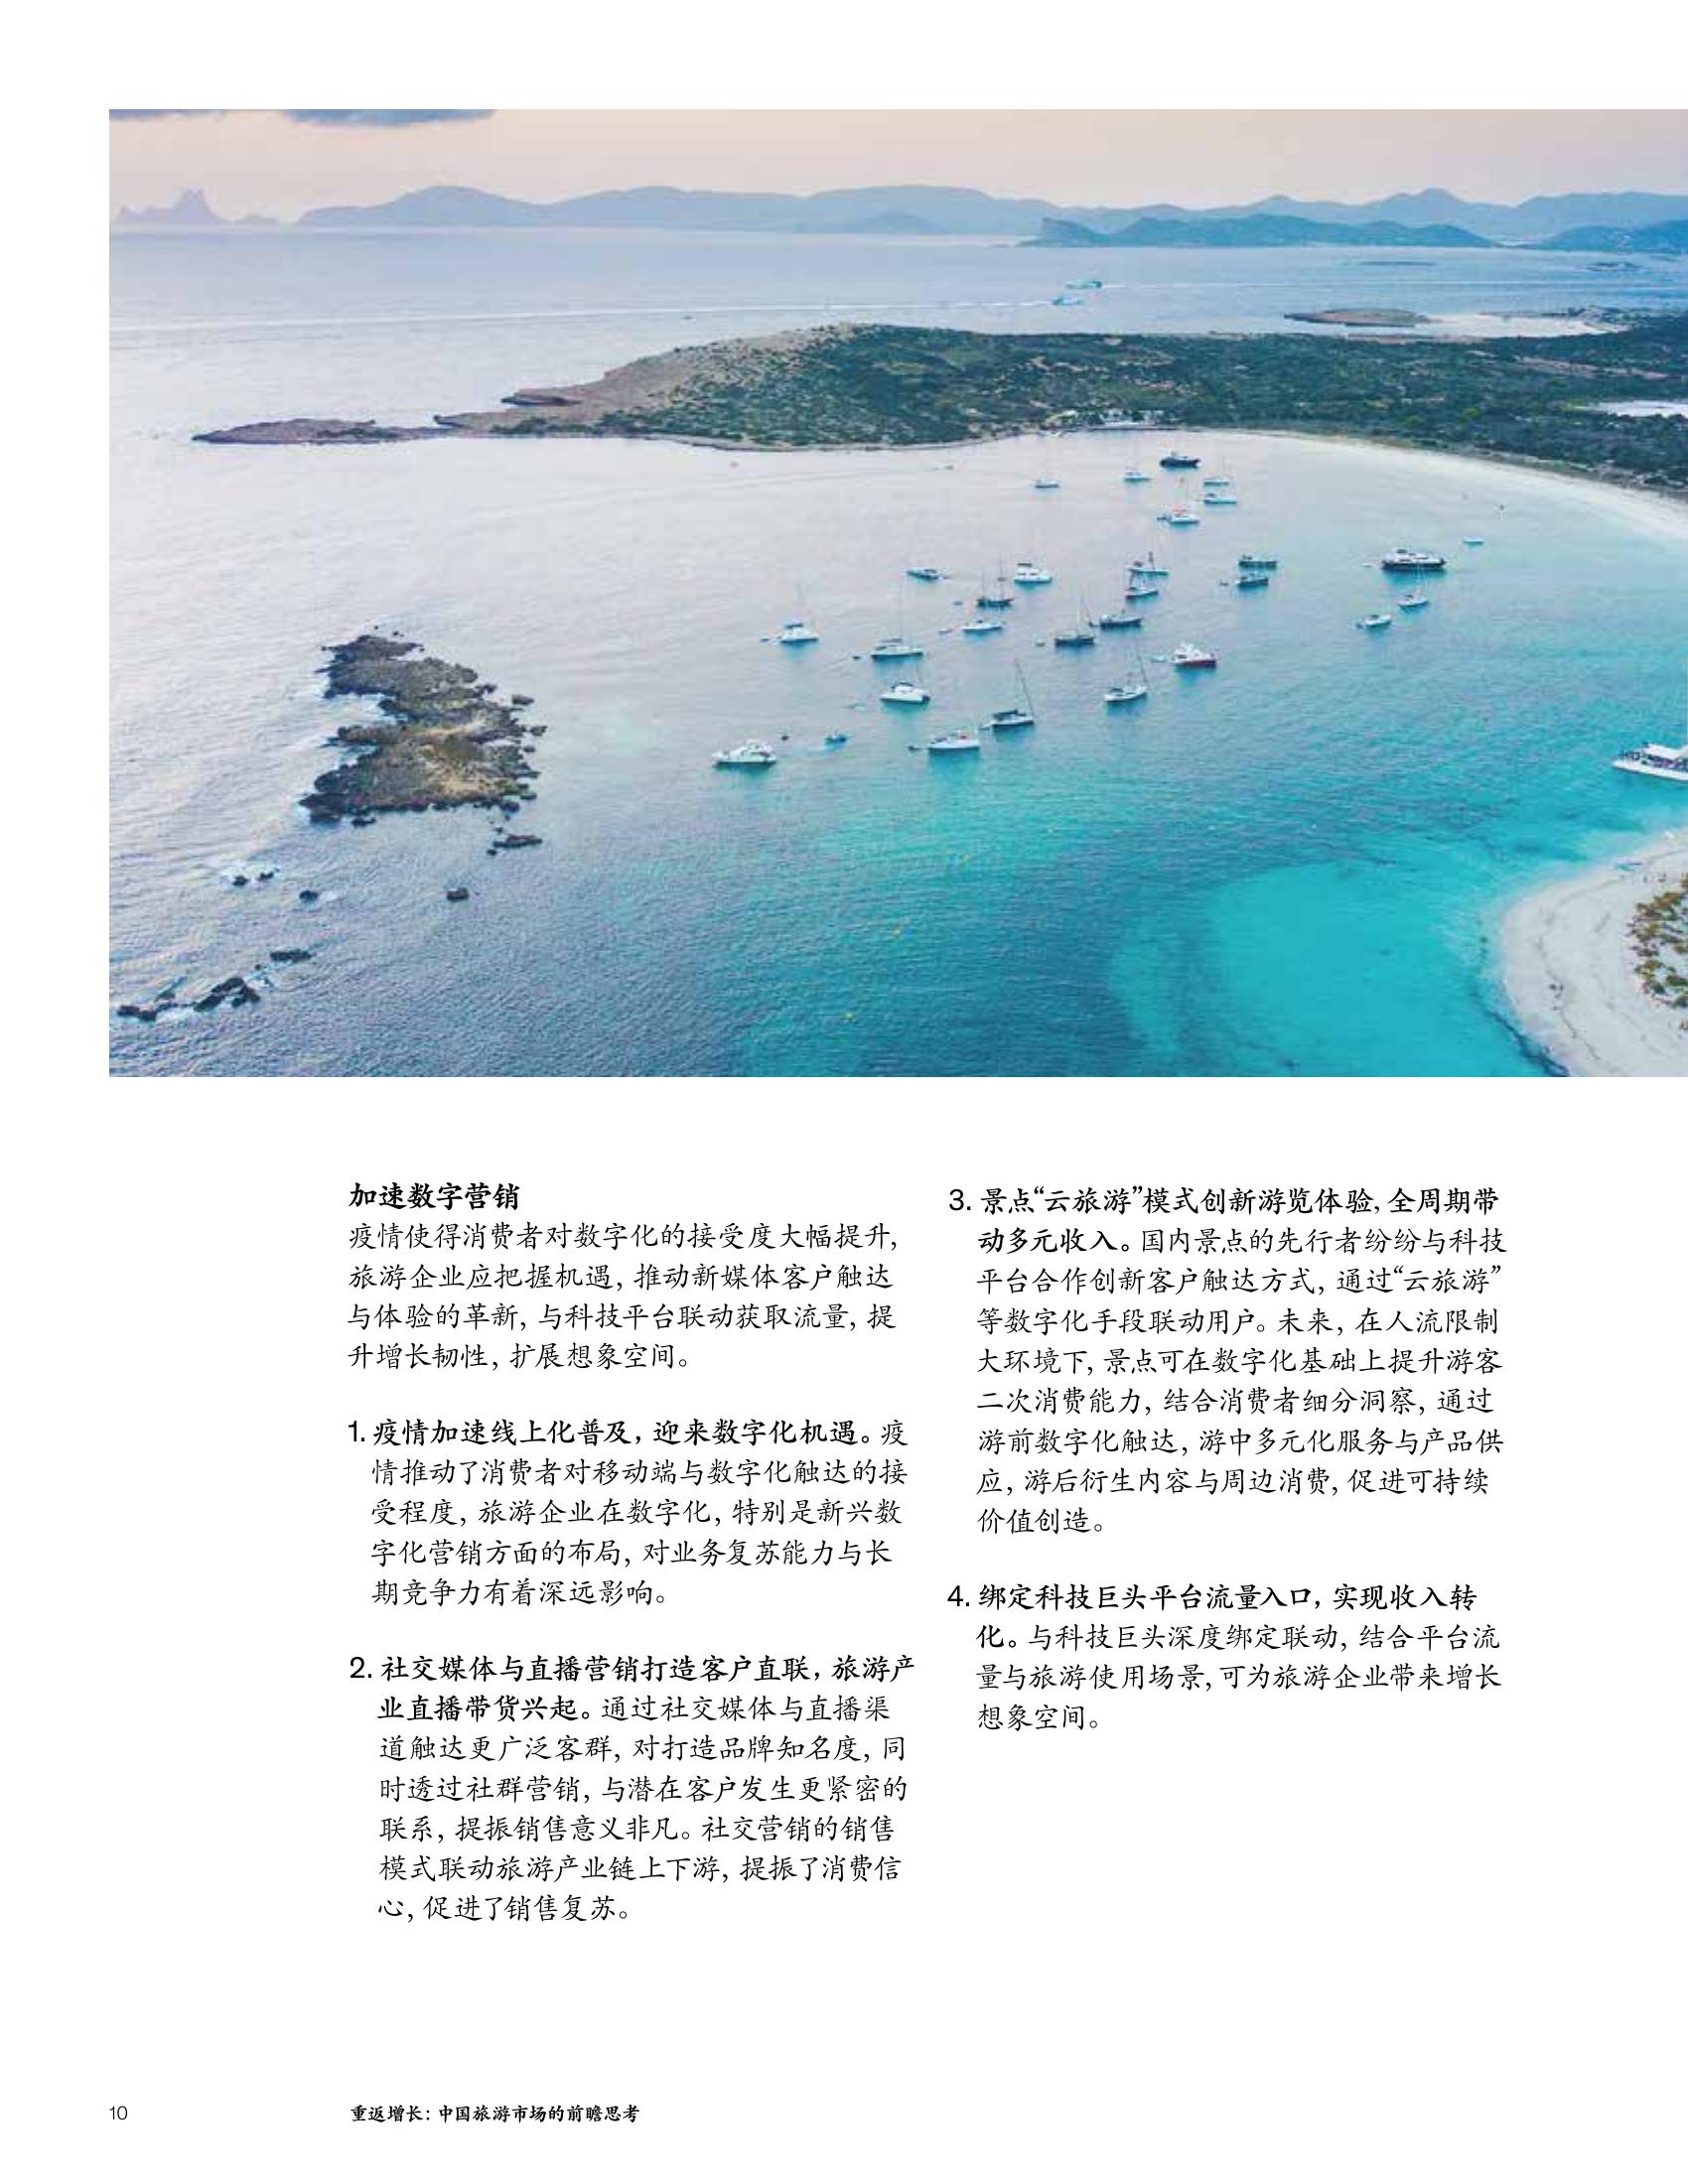 加速数字营销
疫情使得消费者对数字化的接受度大幅提升，
旅游企业应把握机遇，推动新媒体客户触达
与体验的革新，与科技平台联动获取流量，提
升增长韧性，扩展想象空间。
1. 疫情加速线上化普及，迎来数字化机遇。疫
情推动了消费者对移动端与数字化触达的接
受程度，旅游企业在数字化，特别是新兴数
字化营销方面的布局，对业务复苏能力与长
期竞争力有着深远影响。
2. 社交媒体与直播营销打造客户直联，旅游产
业直播带货兴起。通过社交媒体与直播渠
道触达更广泛客群，对打造品牌知名度，同
时透过社群营销，与潜在客户发生更紧密的
联系，提振销售意义非凡。社交营销的销售
模式联动旅游产业链上下游，提振了消费信
心，促进了销售复苏。
3. 景点“云旅游”模式创新游览体验，全周期带
动多元收入。国内景点的先行者纷纷与科技
平台合作创新客户触达方式，通过“云旅游”
等数字化手段联动用户。未来，在人流限制
大环境下，景点可在数字化基础上提升游客
二次消费能力，结合消费者细分洞察，通过
游前数字化触达，游中多元化服务与产品供
应，游后衍生内容与周边消费，促进可持续
价值创造。
4. 绑定科技巨头平台流量入口，实现收入转
化。与科技巨头深度绑定联动，结合平台流
量与旅游使用场景，可为旅游企业带来增长
想象空间。
10
重返增长：中国旅游市场的前瞻思考